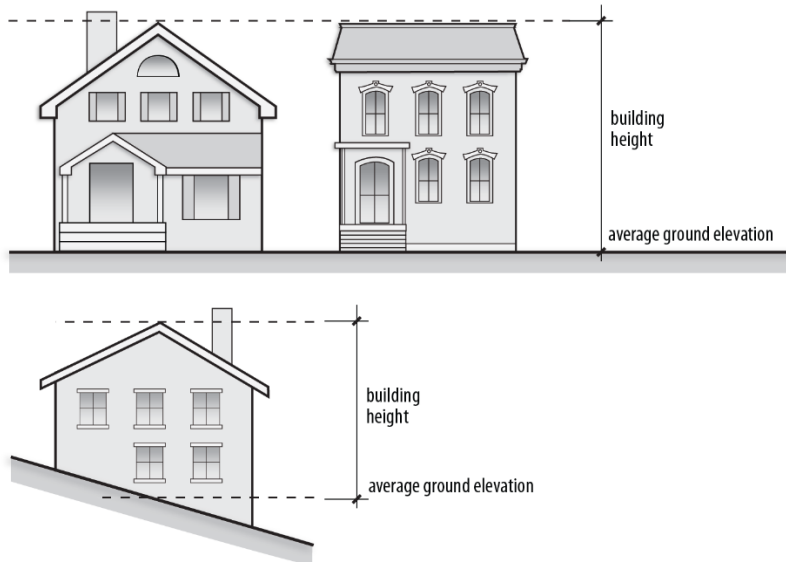 building
height
average ground elevation
building
height
average ground elevation